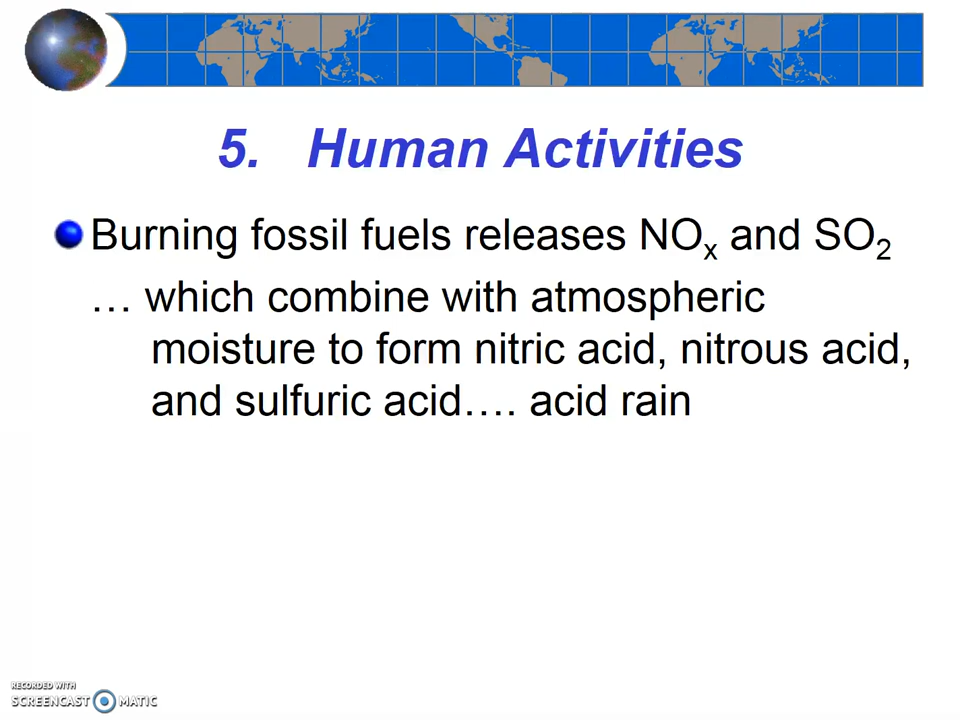 5. Human Activities
Burning fossil fuels releases NOₓ and SO₂
… which combine with atmospheric
moisture to form nitric acid, nitrous acid,
and sulfuric acid…. acid rain
RECORDED WITH
SCREENCAST MATIC